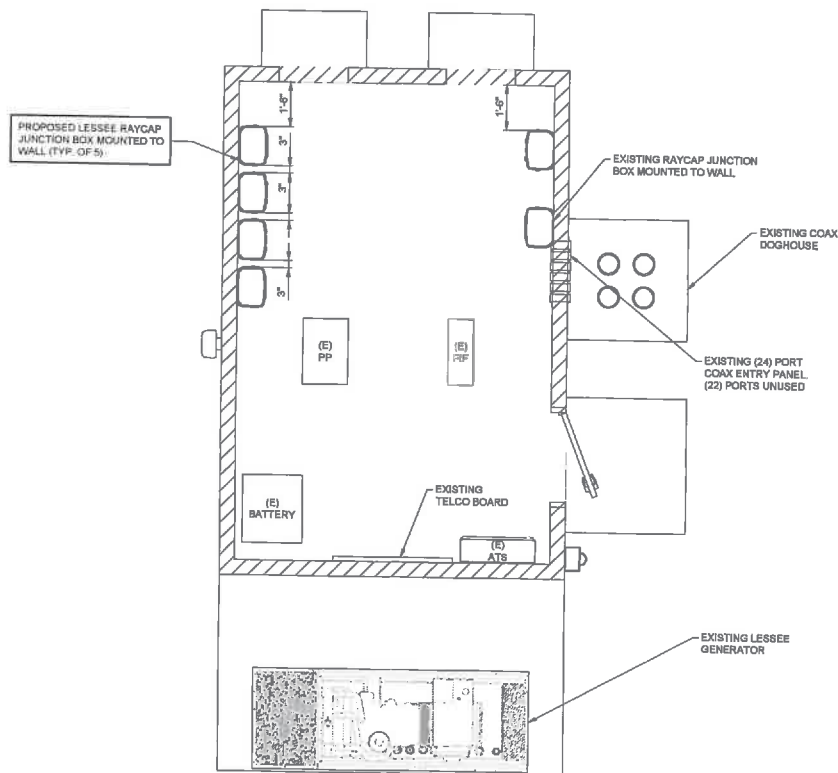 1'-6"
1'-6"
PROPOSED LESSEE RAYCAP
JUNCTION BOX MOUNTED TO
WALL (TYP. OF 5)
3"
3"
3"
EXISTING RAYCAP JUNCTION
BOX MOUNTED TO WALL
EXISTING COAX
DOGHOUSE
(E)
PP
(E)
EXISTING (24) PORT
COAX ENTRY PANEL
(22) PORTS UNUSED
(E)
BATTERY
EXISTING
TELCO BOARD
(E)
ATS
EXISTING LESSEE
GENERATOR